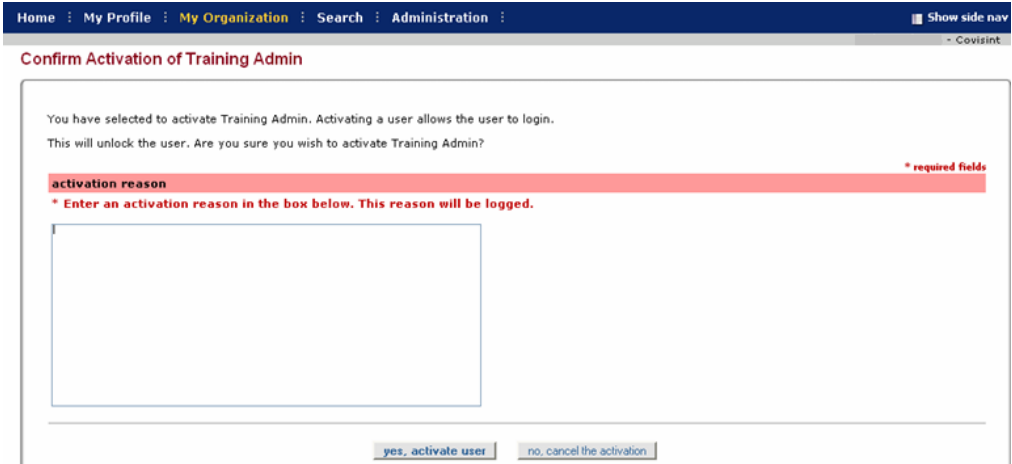 Home : My Profile : My Organization : Search : Administration : Show side nav
- Covisint
Confirm Activation of Training Admin
You have selected to activate Training Admin. Activating a user allows the user to login.
This will unlock the user. Are you sure you wish to activate Training Admin?
* required fields
activation reason
* Enter an activation reason in the box below. This reason will be logged.
yes, activate user no, cancel the activation